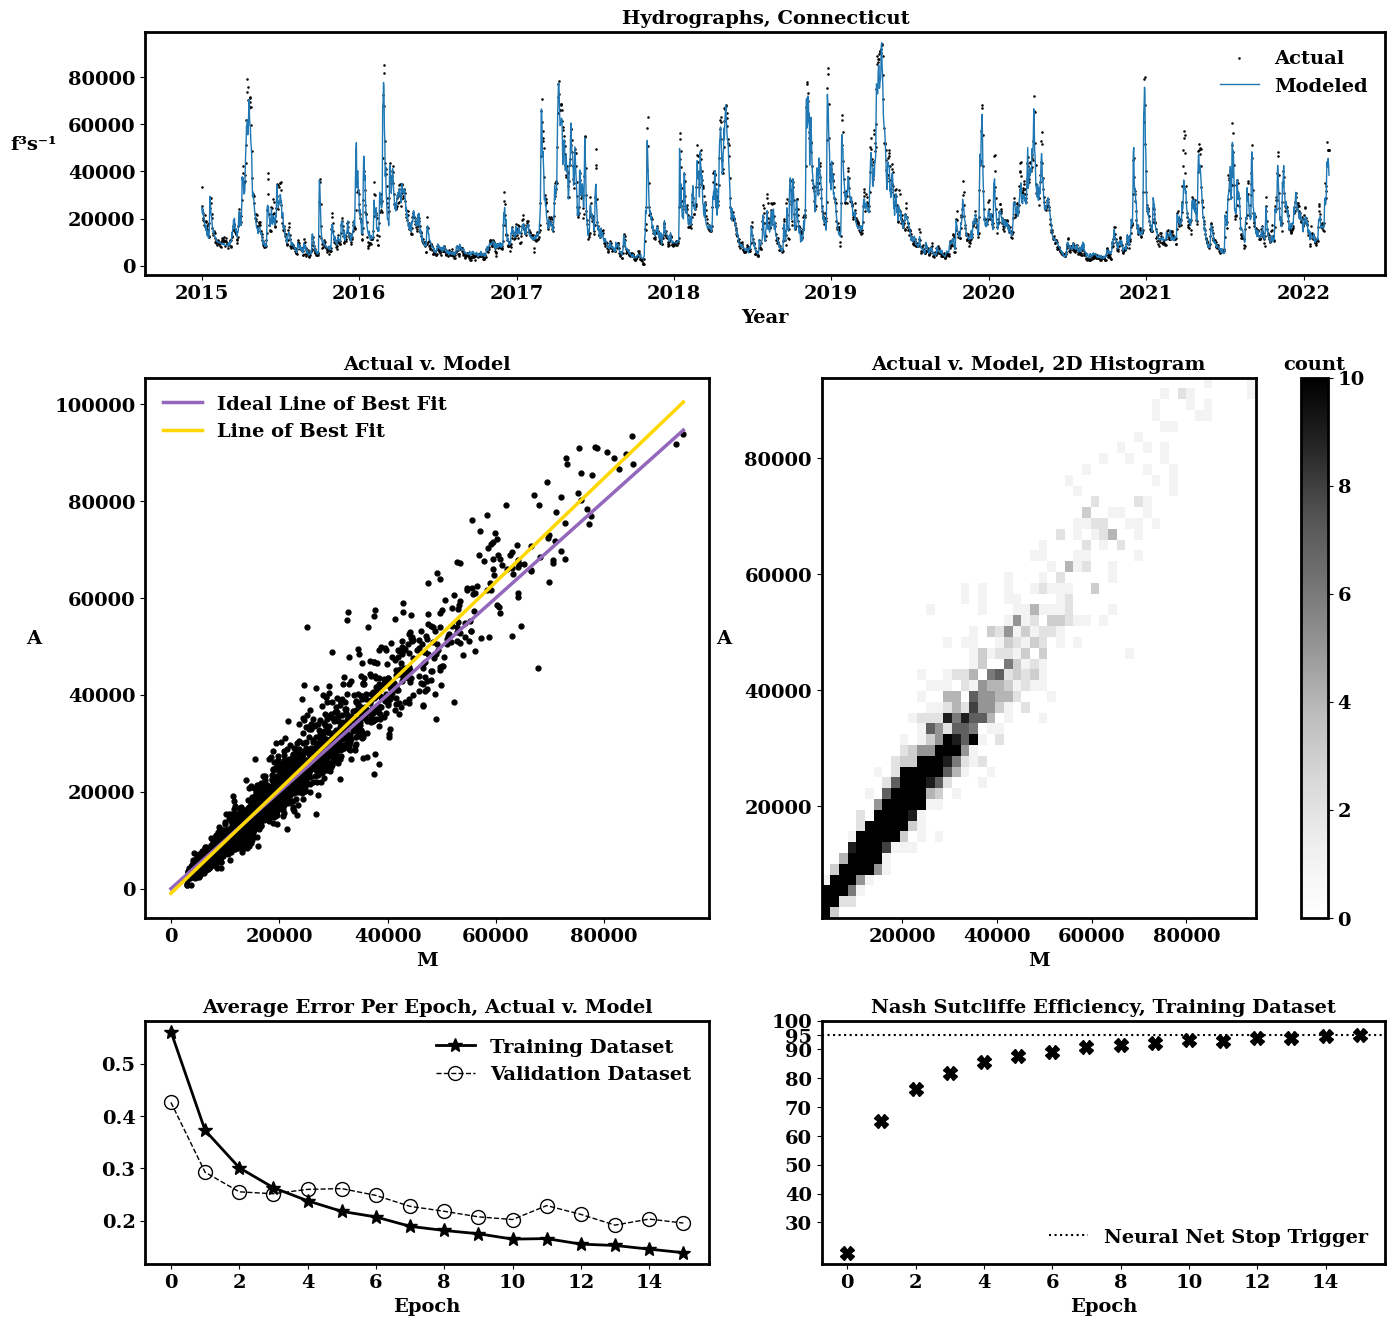 Hydrographs, Connecticut
80000
60000
40000
20000
0
f³s⁻¹
Actual
Modeled
2015 2016 2017 2018 2019 2020 2021 2022
Year
Actual v. Model
100000
80000
60000
40000
20000
0
A
Ideal Line of Best Fit
Line of Best Fit
0 20000 40000 60000 80000
M
Actual v. Model, 2D Histogram
80000
60000
40000
20000
A
20000 40000 60000 80000
M
count
10
8
6
4
2
0
Average Error Per Epoch, Actual v. Model
0.5
0.4
0.3
0.2
Training Dataset
Validation Dataset
0 2 4 6 8 10 12 14
Epoch
Nash Sutcliffe Efficiency, Training Dataset
100
95
90
80
70
60
50
40
30
Neural Net Stop Trigger
0 2 4 6 8 10 12 14
Epoch